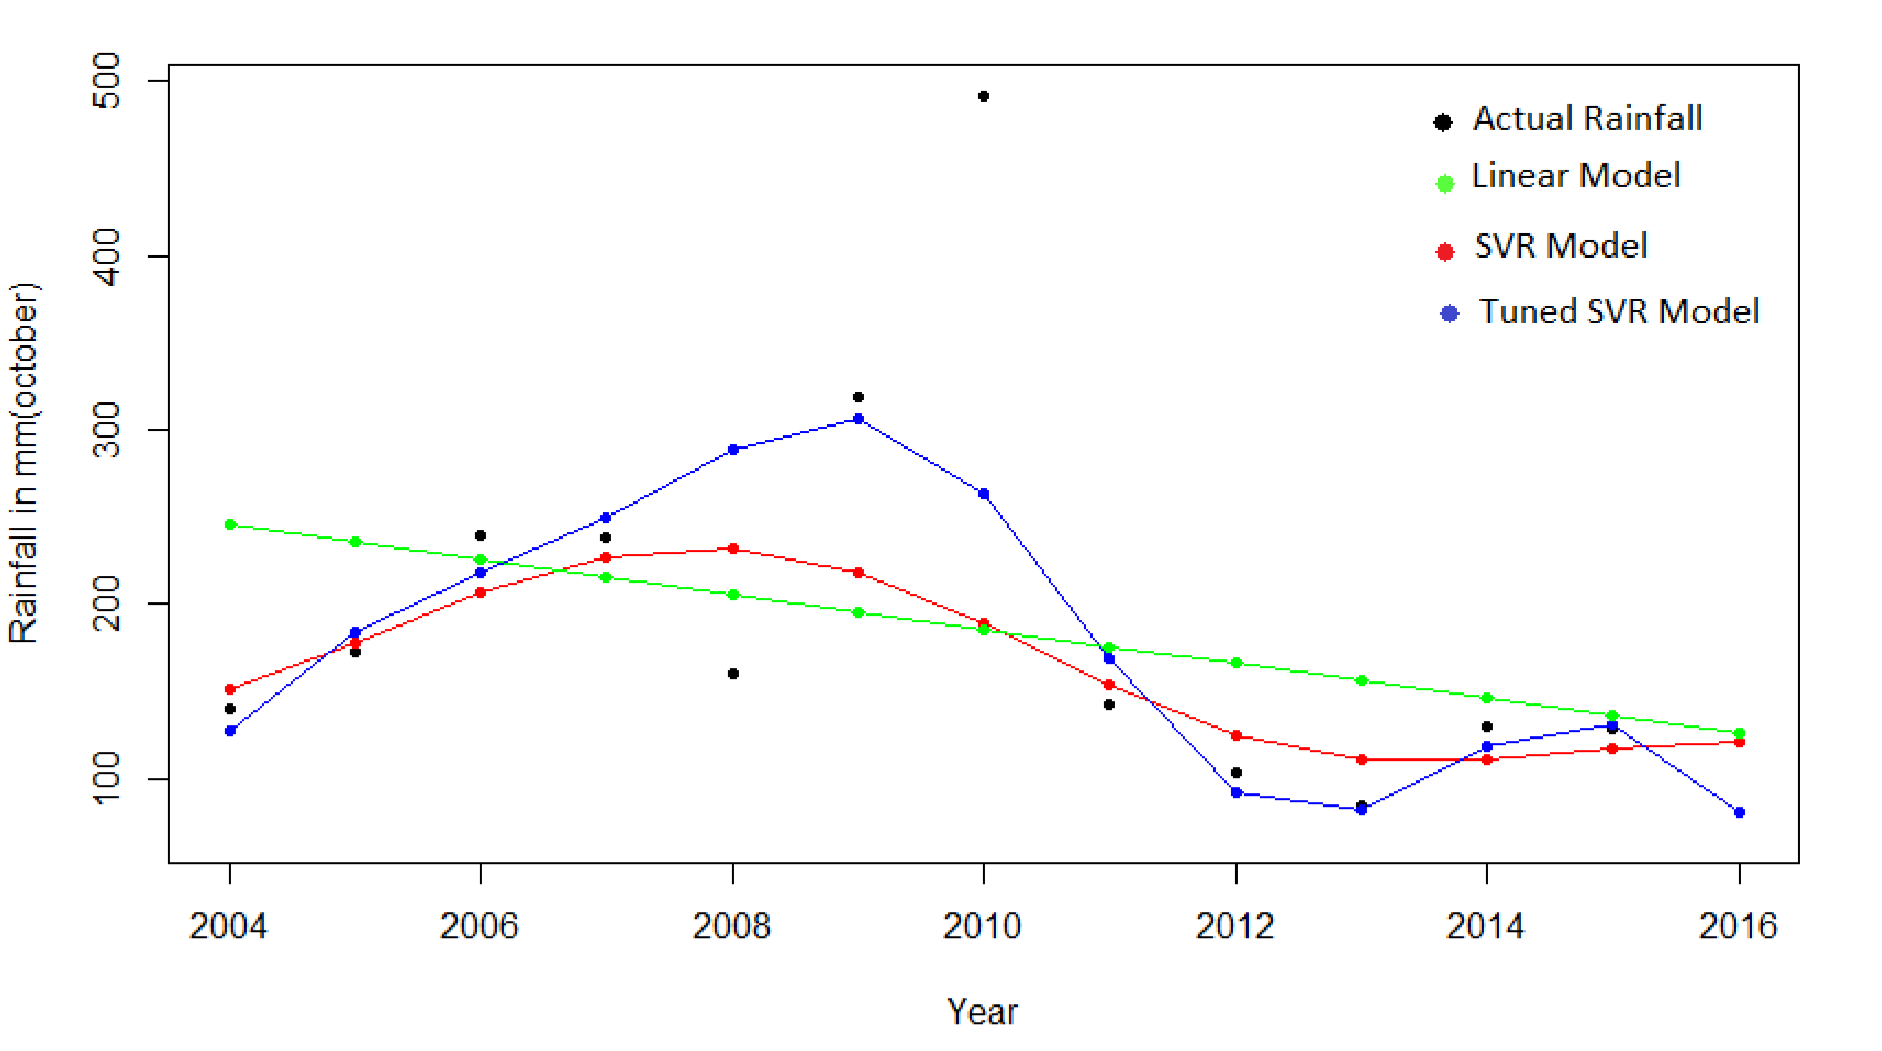 500
400
300
200
100
Rainfall in mm(october)
Actual Rainfall
Linear Model
SVR Model
Tuned SVR Model
2004 2006 2008 2010 2012 2014 2016
Year